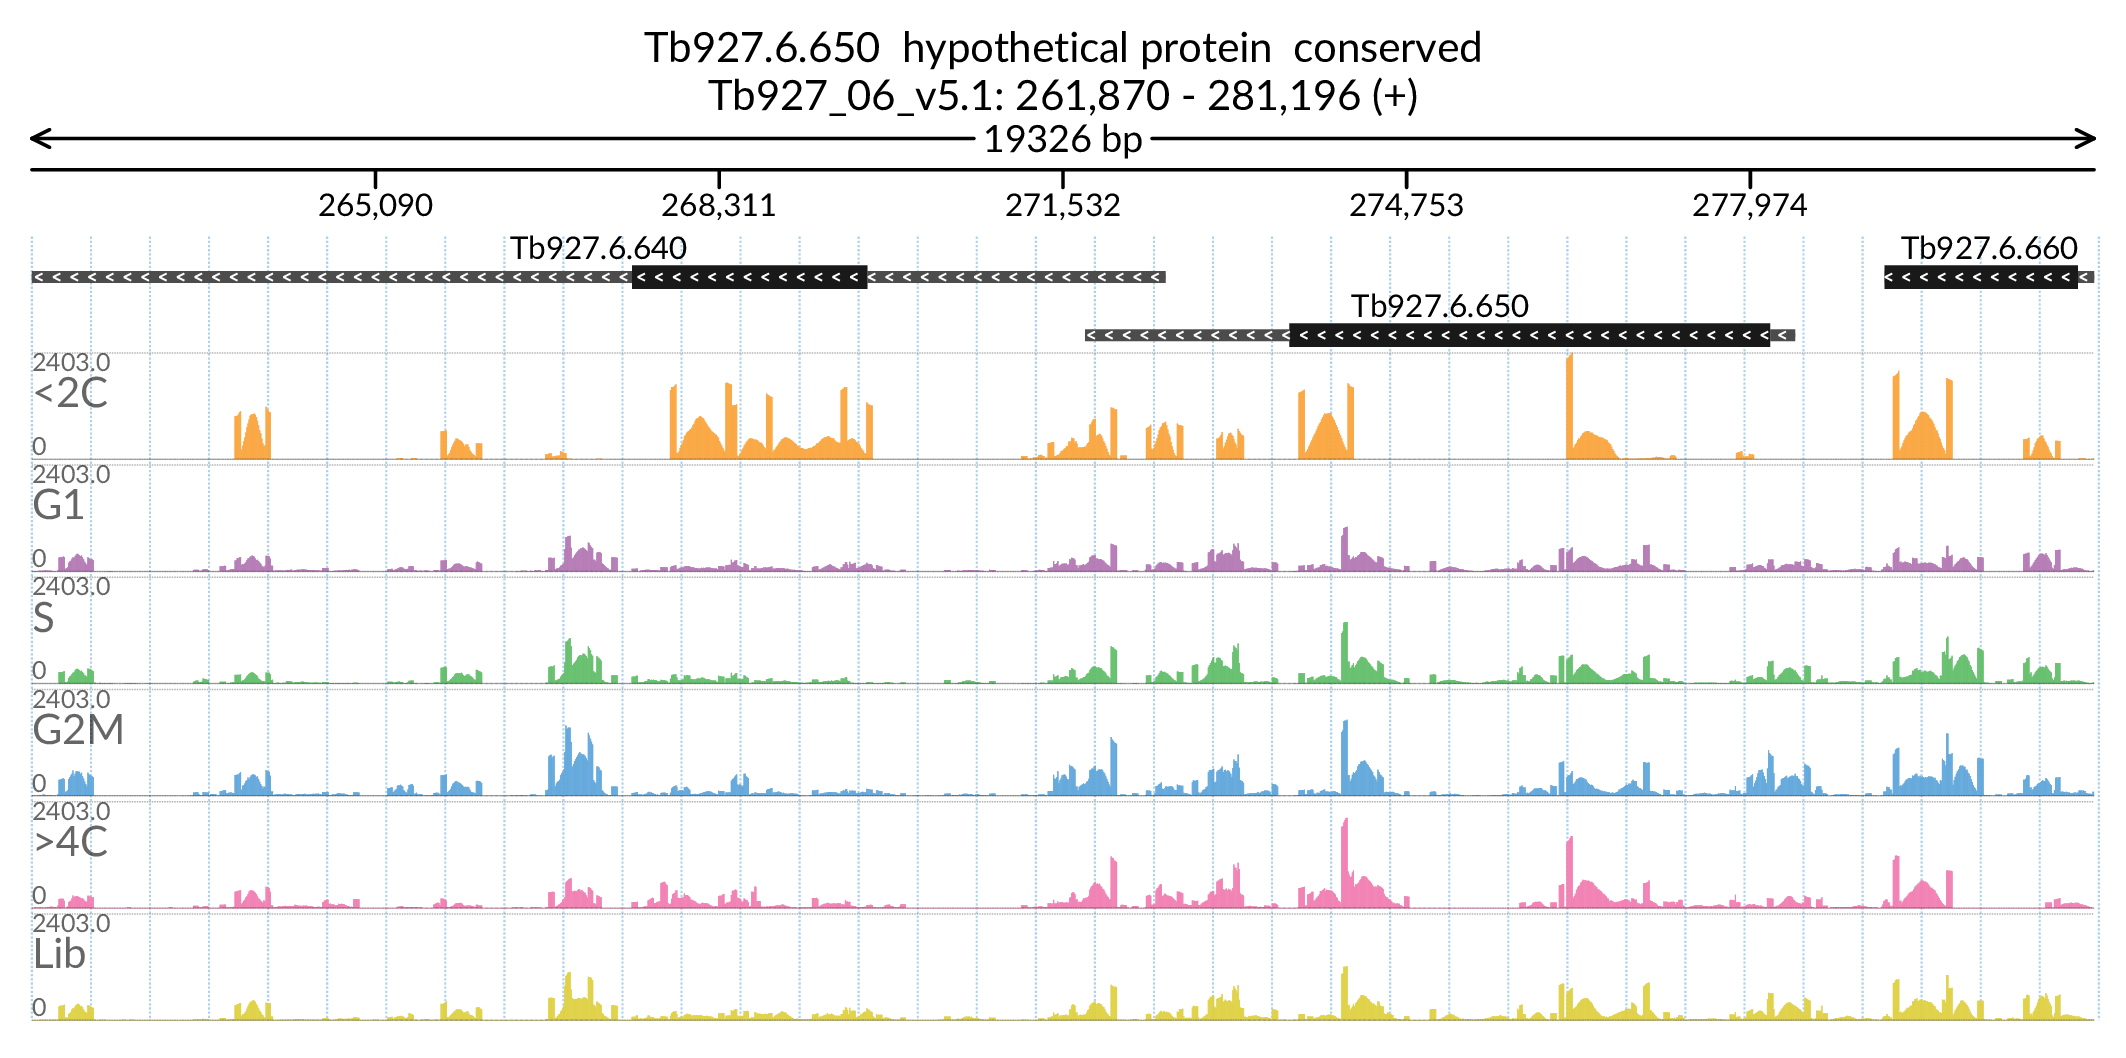 Tb927.6.650 hypothetical protein conserved
Tb927_06_v5.1: 261,870 - 281,196 (+)
19326 bp
265,090 268,311 271,532 274,753 277,974
Tb927.6.640 Tb927.6.660
Tb927.6.650
2403.0
<2C
0
2403.0
G1
0
2403.0
S
0
2403.0
G2M
0
2403.0
>4C
0
2403.0
Lib
0